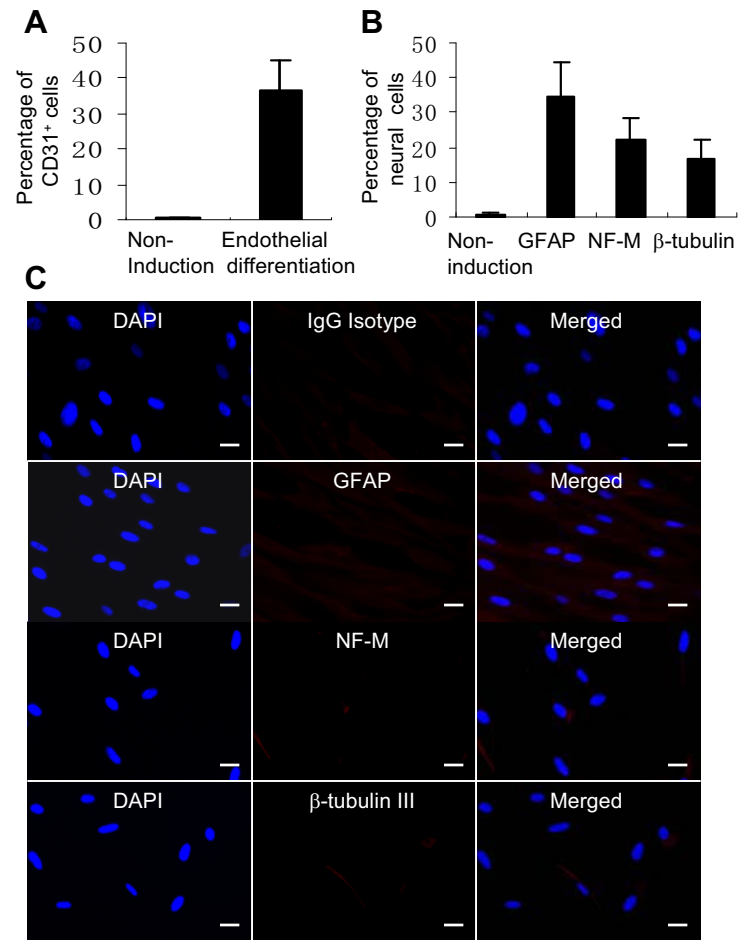 A
Percentage of
CD31⁺ cells
50
40
30
20
10
0
Non-
Induction
Endothelial
differentiation
B
Percentage of
neural cells
50
40
30
20
10
0
Non-
induction
GFAP
NF-M
β-tubulin
C
DAPI
IgG Isotype
Merged
DAPI
GFAP
Merged
DAPI
NF-M
Merged
DAPI
β-tubulin III
Merged